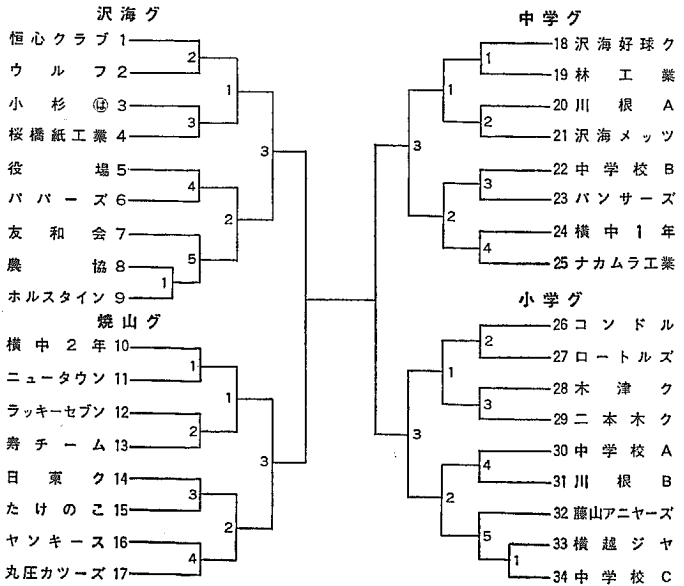 沢海グ
恒心クラブ 1
ウルフ 2
小杉は 3
桜橋紙工業 4
役場 5
パパーズ 6
友和会 7
農協 8
ホルスタイン 9
2
3
4
5
1
1
2
3
焼山グ
横中2年 10
ニュータウン 11
ラッキーセブン 12
寿チーム 13
日東ク 14
たけのこ 15
ヤンキース 16
丸圧カツーズ 17
1
2
3
4
1
2
3
中学グ
18 沢海好球ク
19 林工業
20 川根A
21 沢海メッツ
22 中学校B
23 パンサーズ
24 横中1年
25 ナカムラ工業
1
2
3
4
1
2
3
小学グ
26 コンドル
27 ロートルズ
28 木津ク
29 二本木ク
30 中学校A
31 川根B
32 藤山アニヤーズ
33 横越ジヤ
34 中学校C
2
3
4
5
1
1
2
3